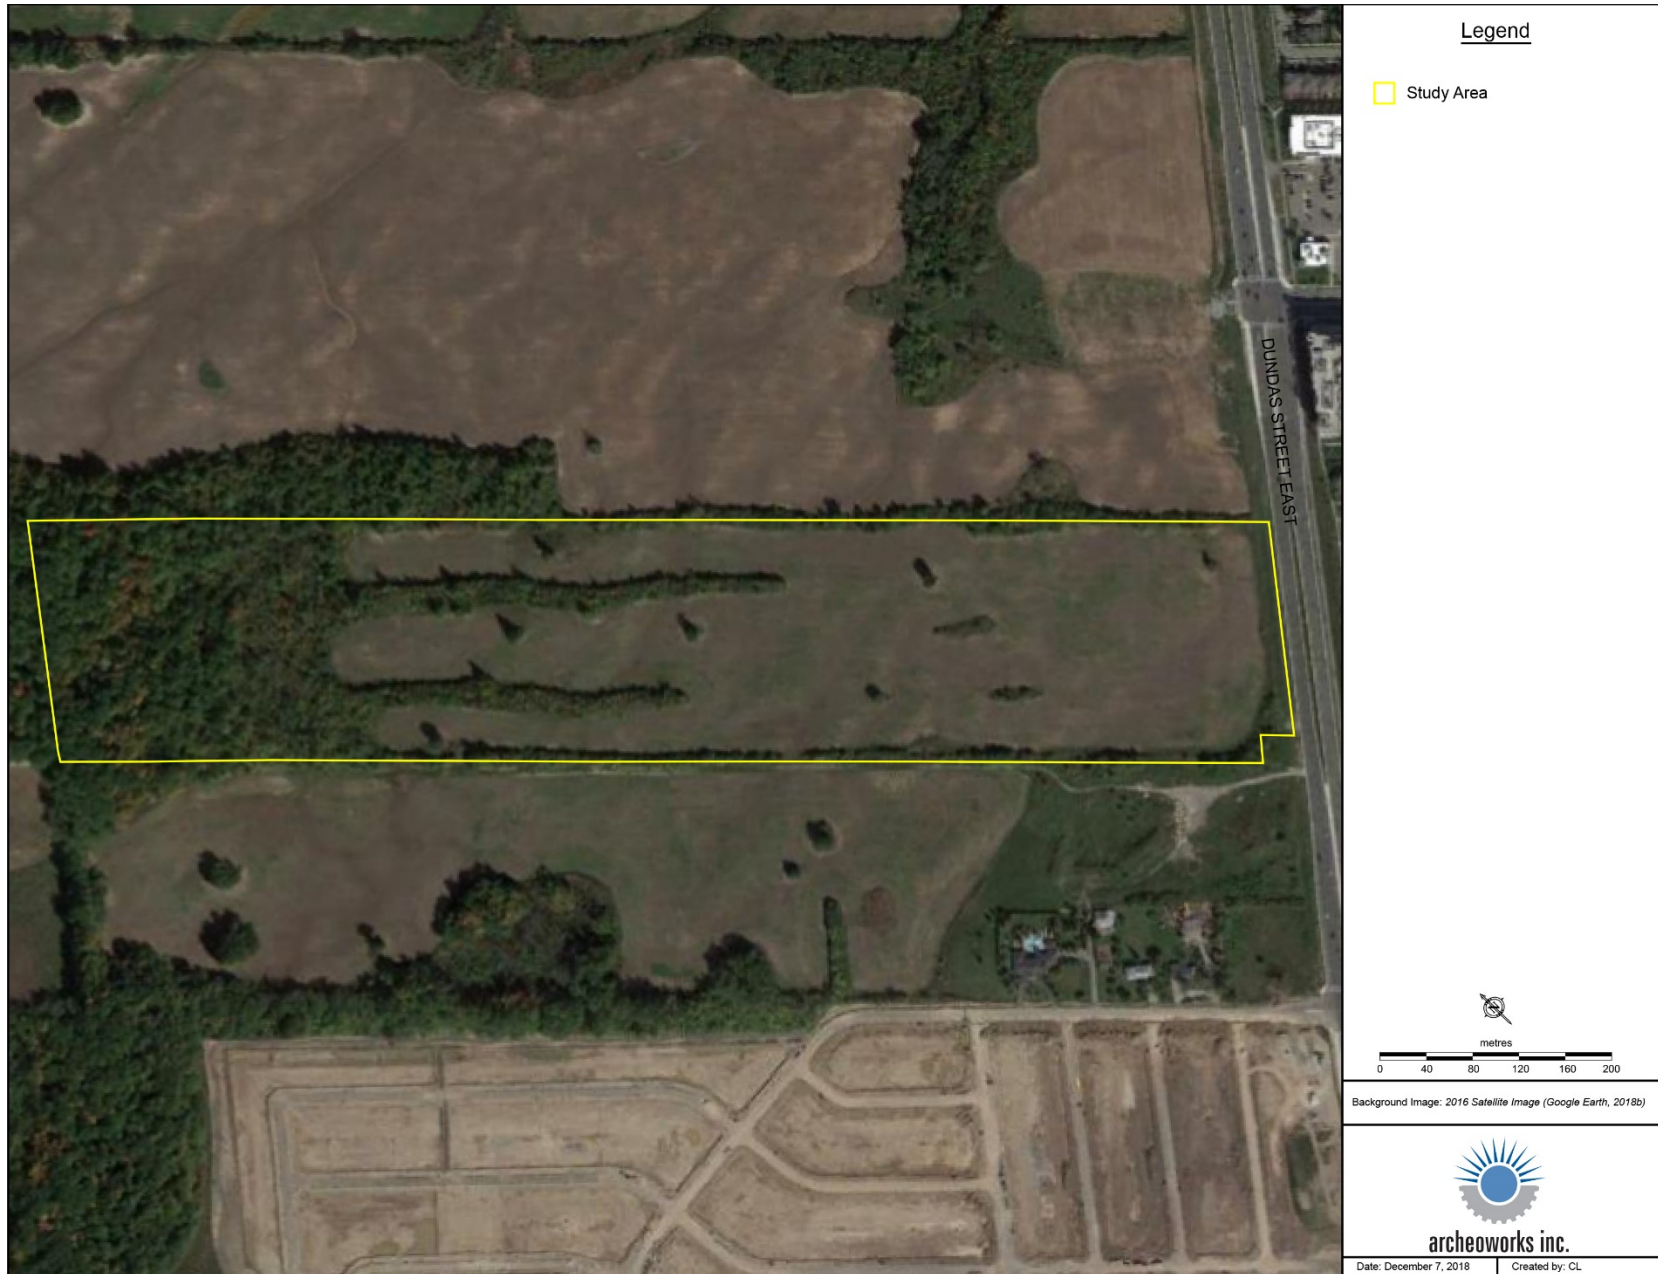 Legend
Study Area
DUNDAS STREET EAST
N
metres
0 40 80 120 160 200
Background Image: 2016 Satellite Image (Google Earth, 2018b)
archeoworks inc.
Date: December 7, 2018 Created by: CL